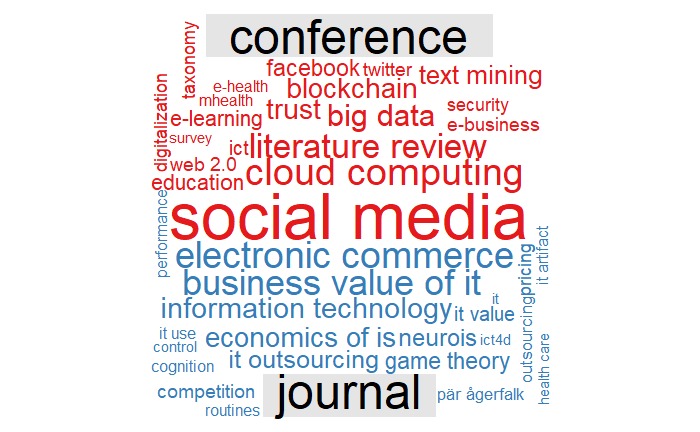 conference
taxonomy
facebook twitter text mining
e-health
blockchain
mhealth
digitalization
e-learning trust big data security
e-business
survey
ict literature review
web 2.0
cloud computing
education
social media
performance
electronic commerce
it artifact
business value of it
pricing
it
information technology it value
outsourcing
it use
economics of is neurois ict4d
control
health care
it outsourcing game theory
cognition
competition journal pär ågerfalk
routines